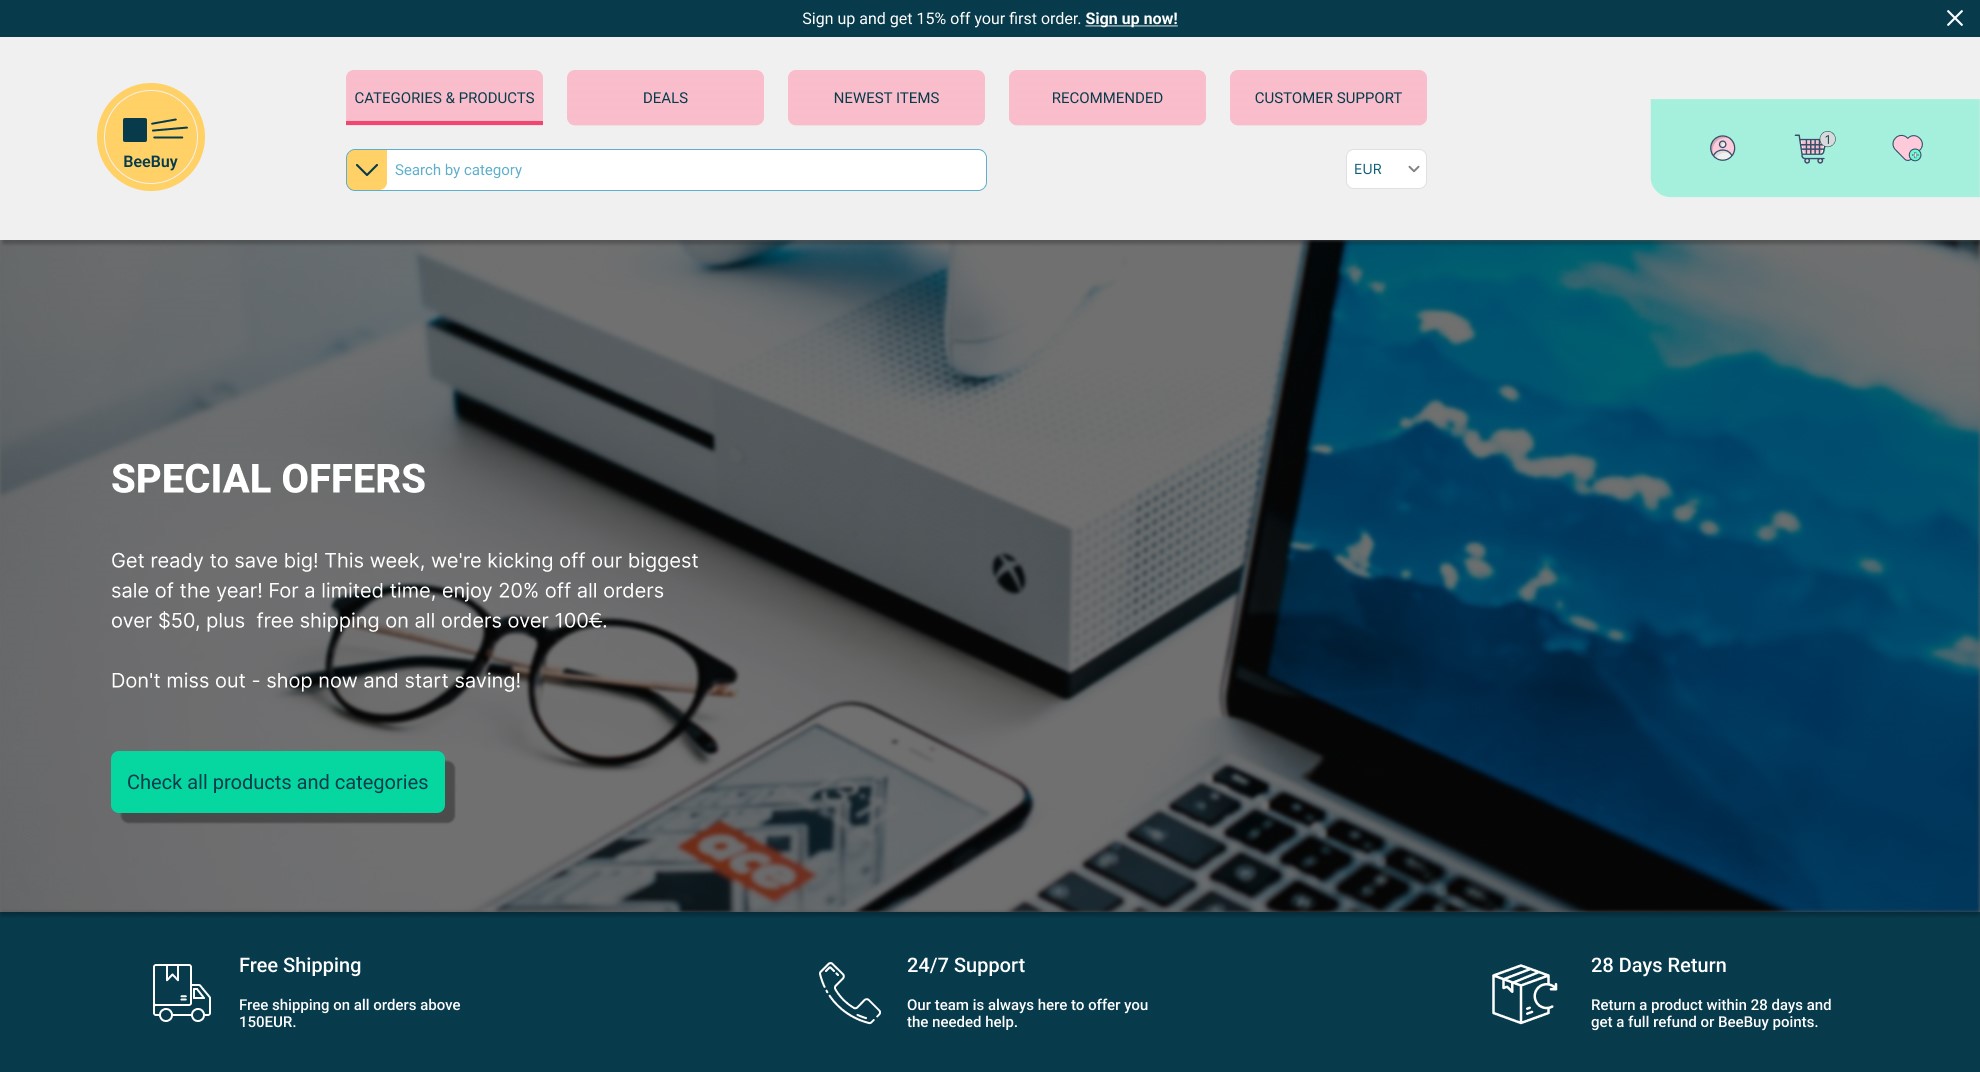 Sign up and get 15% off your first order. Sign up now!
CATEGORIES & PRODUCTS
DEALS
NEWEST ITEMS
RECOMMENDED
CUSTOMER SUPPORT
BeeBuy
Search by category
EUR
1
SPECIAL OFFERS
Get ready to save big! This week, we're kicking off our biggest
sale of the year! For a limited time, enjoy 20% off all orders
over $50, plus  free shipping on all orders over 100€.
Don't miss out - shop now and start saving!
Check all products and categories
ace
Free Shipping
Free shipping on all orders above
150EUR.
24/7 Support
Our team is always here to offer you
the needed help.
28 Days Return
Return a product within 28 days and
get a full refund or BeeBuy points.